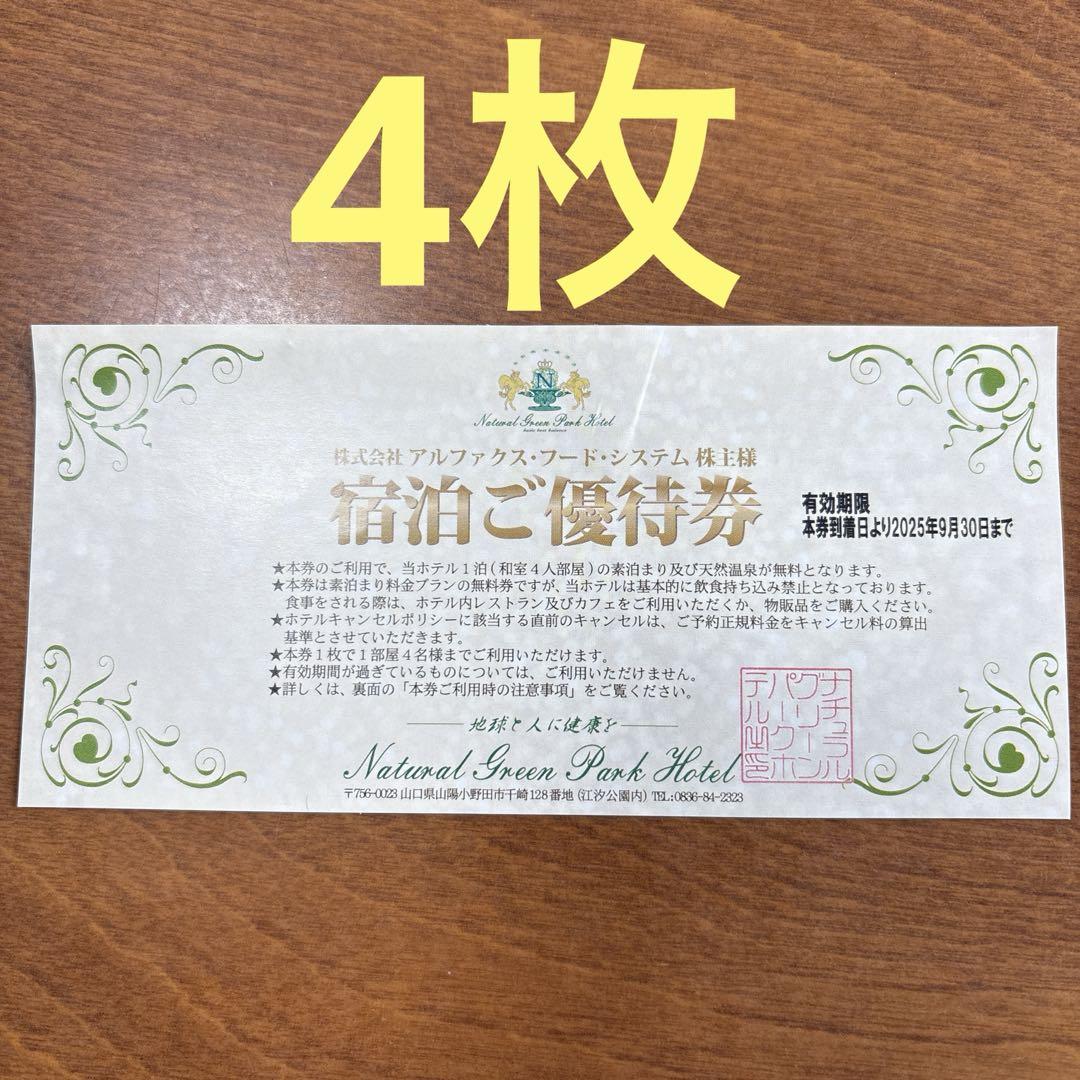 4枚
N
Natural Green Park Hotel
株式会社 アルファクス・フード・システム 株主様
宿泊ご優待券
有効期限
本券到着日より2025年9月30日まで
★本券のご利用で、当ホテル1泊(和室4人部屋)の素泊まり及び天然温泉が無料となります。
★本券は素泊まり料金プランの無料券ですが、当ホテルは基本的に飲食持ち込み禁止となっております。
食事をされる際は、ホテル内レストラン及びカフェをご利用いただくか、物販品をご購入ください。
★ホテルキャンセルポリシーに該当する直前のキャンセルは、ご予約正規料金をキャンセル料の算出
基準とさせていただきます。
★本券1枚で1部屋4名様までご利用いただけます。
★有効期間が過ぎているものについては、ご利用いただけません。
★詳しくは、裏面の「本券ご利用時の注意事項」をご覧ください。
地球と人に健康を
Natural Green Park Hotel
〒756-0023 山口県山陽小野田市千崎128番地(江汐公園内) TEL:0836-84-2323
ナチュラル
グリーン
パークホ
テル之印